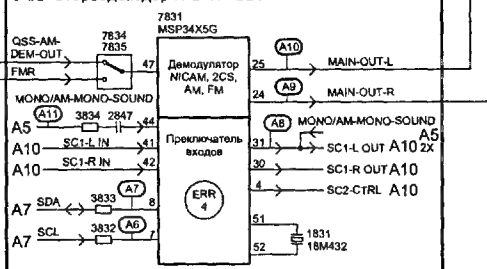 7831
MSP34X5G
QSS-AM-
DEM-OUT
7834
7835
FMR
47
Демодулятор
NICAM, 2CS,
AM, FM
A10
25 MAIN-OUT-L
A9
24 MAIN-OUT-R
MONO/AM-MONO-SOUND
A11
A5 3834 2847 44
A10 SC1-L IN 41
A10 SC1-R IN 42
Преключатель
входов
ERR
4
A8 MONO/AM-MONO-SOUND
A5
31 SC1-L OUT A10 2X
30 SC1-R OUT A10
4 SC2-CTRL A10
A7
A7 SDA 3833 8
A6
A7 SCL 3832 7
51
52
1831
18M432